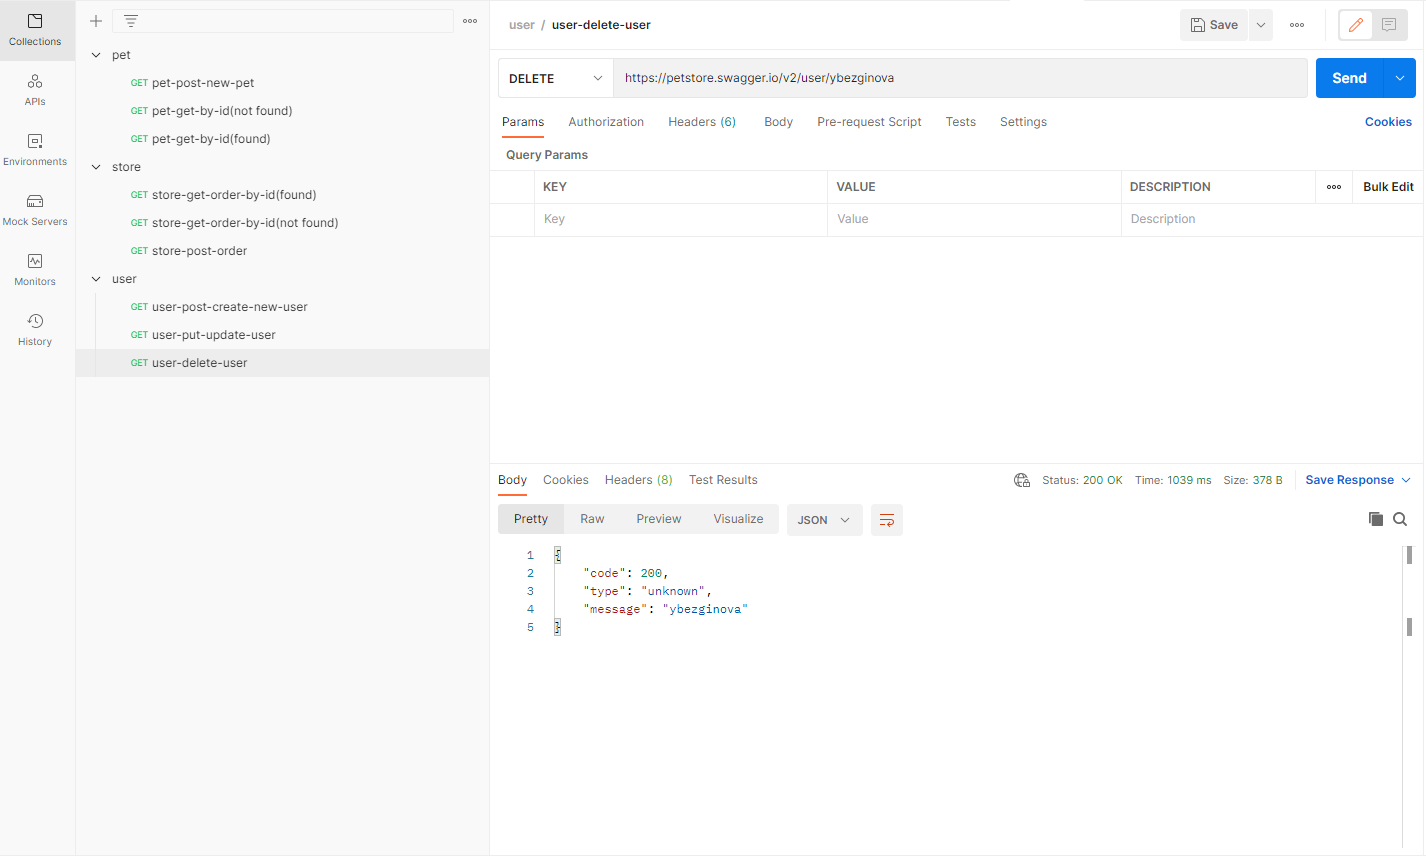 Collections
APIs
Environments
Mock Servers
Monitors
History
pet
GET pet-post-new-pet
GET pet-get-by-id(not found)
GET pet-get-by-id(found)
store
GET store-get-order-by-id(found)
GET store-get-order-by-id(not found)
GET store-post-order
user
GET user-post-create-new-user
GET user-put-update-user
GET user-delete-user
user / user-delete-user
Save
DELETE https://petstore.swagger.io/v2/user/ybezginova Send
Params Authorization Headers (6) Body Pre-request Script Tests Settings Cookies
Query Params
KEY VALUE DESCRIPTION Bulk Edit
Key Value Description
Body Cookies Headers (8) Test Results Status: 200 OK Time: 1039 ms Size: 378 B Save Response
Pretty Raw Preview Visualize JSON
1 {
2 "code": 200,
3 "type": "unknown",
4 "message": "ybezginova"
5 }